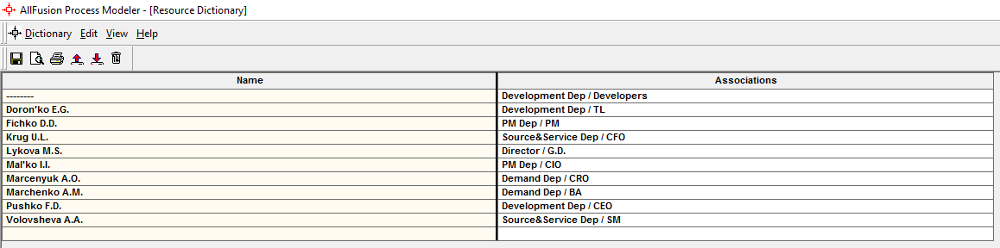 AllFusion Process Modeler - [Resource Dictionary]
Dictionary Edit View Help
Name Associations
-------- Development Dep / Developers
Doron'ko E.G. Development Dep / TL
Fichko D.D. PM Dep / PM
Krug U.L. Source&Service Dep / CFO
Lykova M.S. Director / G.D.
Mal'ko I.I. PM Dep / CIO
Marcenyuk A.O. Demand Dep / CRO
Marchenko A.M. Demand Dep / BA
Pushko F.D. Development Dep / CEO
Volovsheva A.A. Source&Service Dep / SM